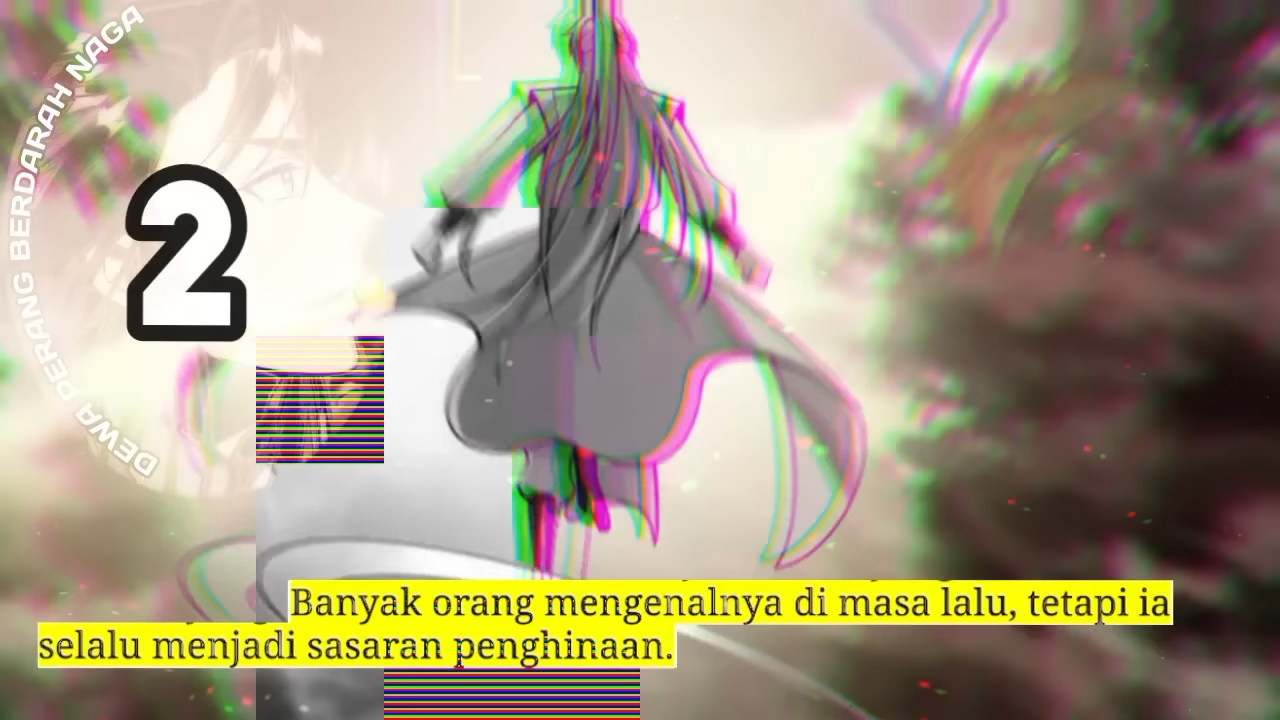 DEWA PERANG BERDARAH NAGA
2
Banyak orang mengenalnya di masa lalu, tetapi ia
selalu menjadi sasaran penghinaan.